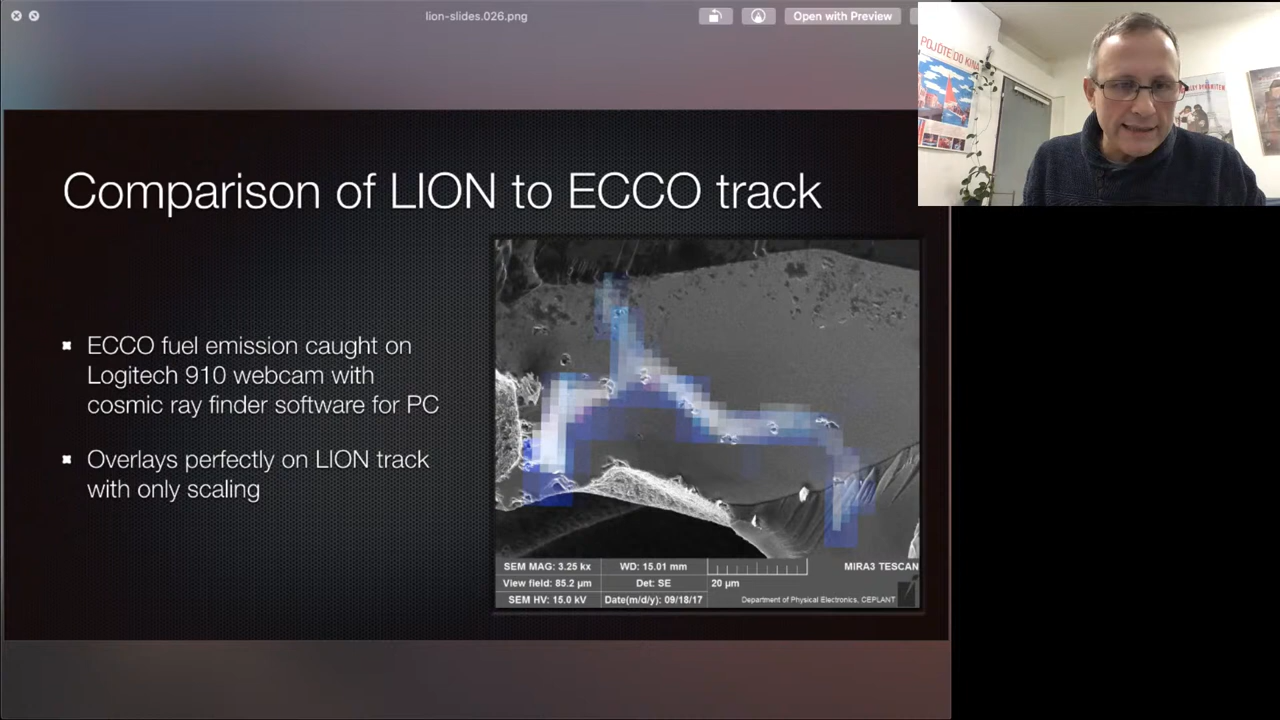 lion-slides.026.png
Open with Preview
POJĎTE DO KINA
Comparison of LION to ECCO track
ECCO fuel emission caught on
Logitech 910 webcam with
cosmic ray finder software for PC
Overlays perfectly on LION track
with only scaling
SEM MAG: 3.25 kx WD: 15.01 mm MIRA3 TESCAN
View field: 85.2 µm Det: SE 20 µm
SEM HV: 15.0 kV Date(m/d/y): 09/18/17 Department of Physical Electronics, CEPLANT